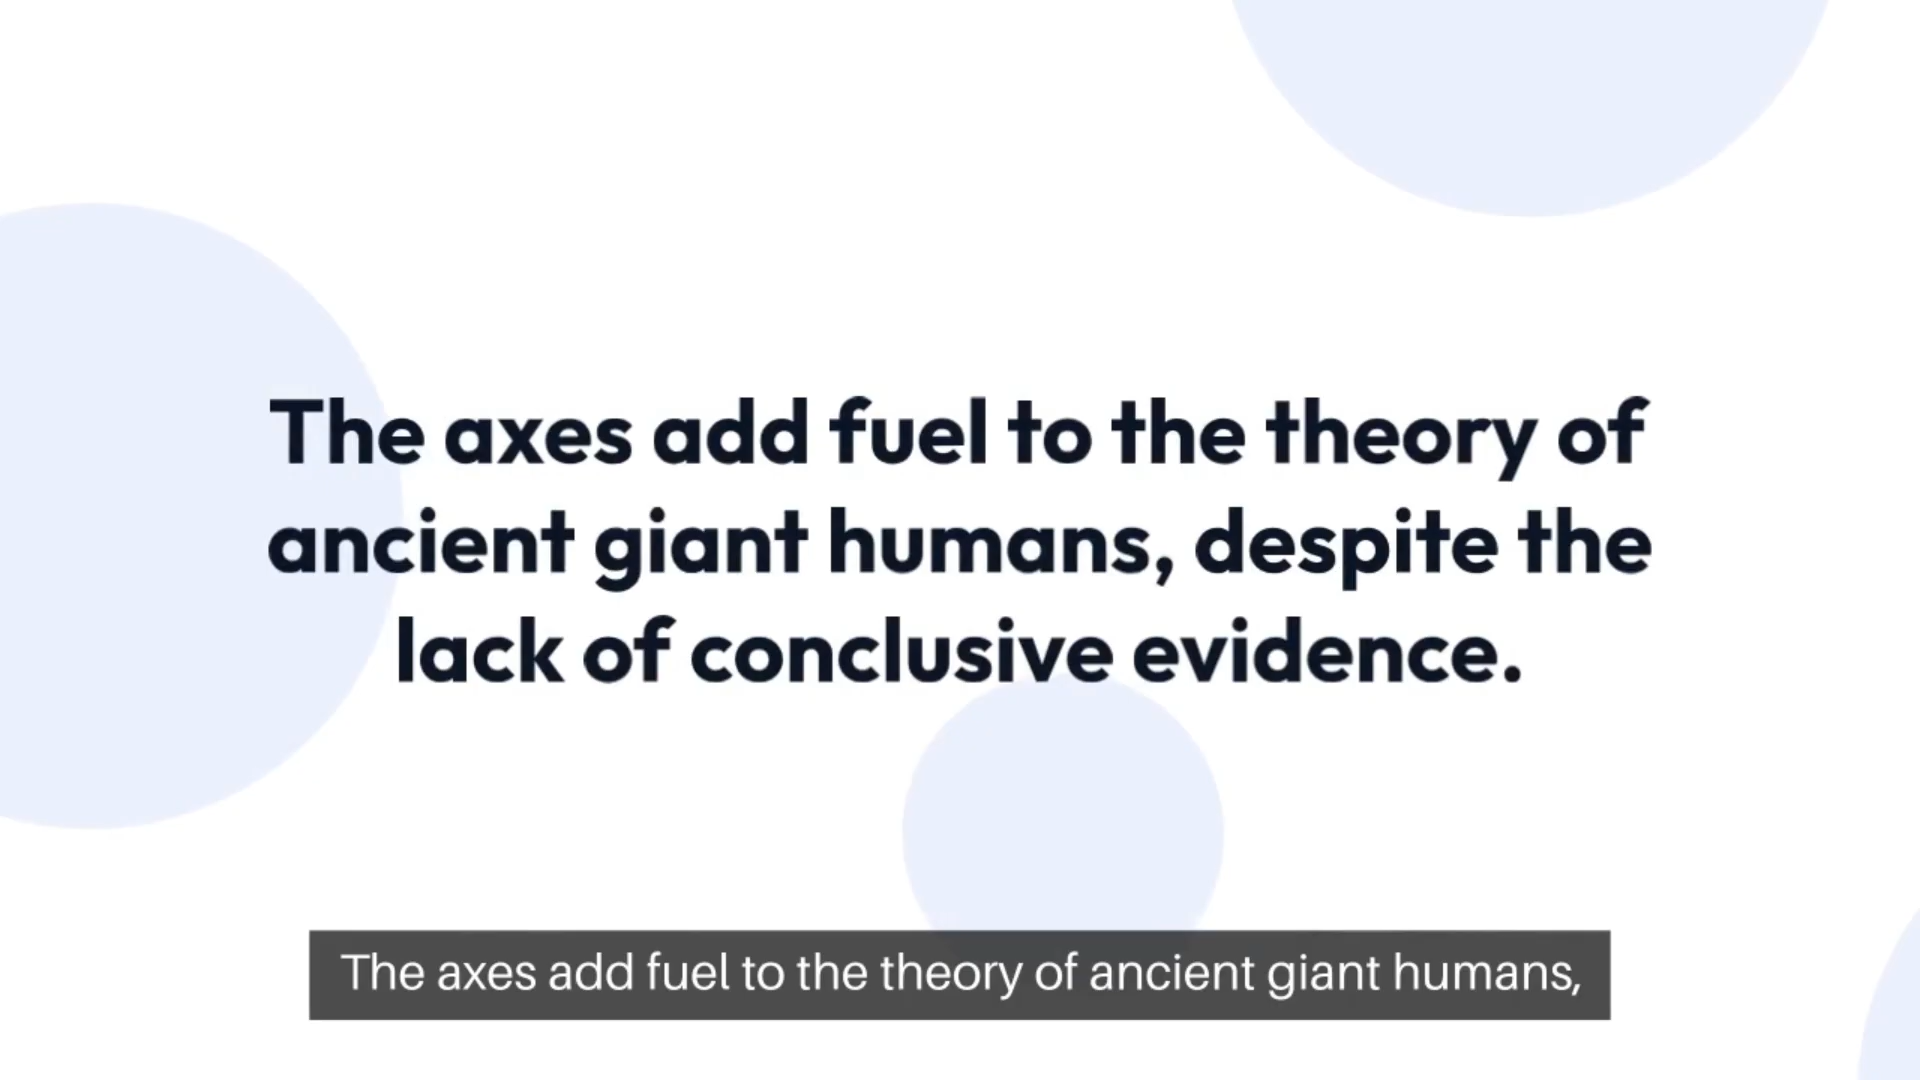 The axes add fuel to the theory of
ancient giant humans, despite the
lack of conclusive evidence.
The axes add fuel to the theory of ancient giant humans,